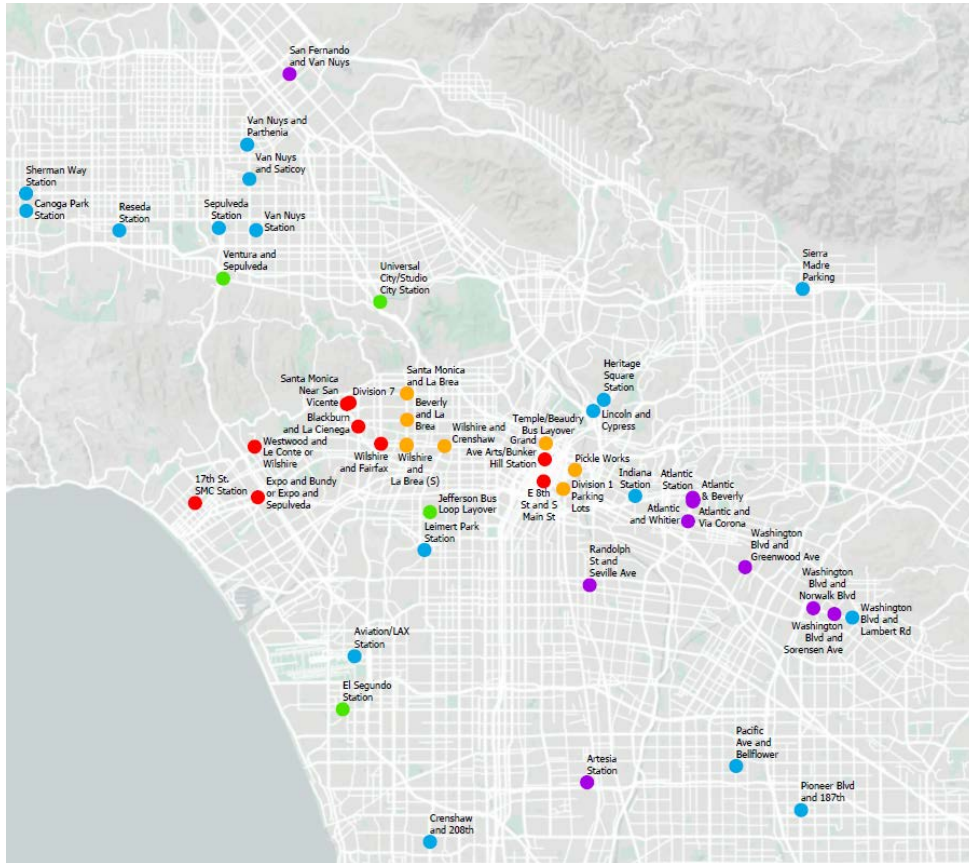 San Fernando
and Van Nuys
Van Nuys and
Parthenia
Van Nuys
and Saticoy
Sherman Way
Station
Canoga Park
Station
Reseda
Station
Sepulveda
Station
Van Nuys
Station
Ventura and
Sepulveda
Universal
City/Studio
City Station
Sierra
Madre
Parking
Santa Monica
and La Brea
Heritage
Square
Station
Santa Monica
Near San
Vicente
Division 7
Beverly
and La
Brea
Blackburn
and La Cienega
Lincoln and
Cypress
Temple/Beaudry
Bus Layover
Wilshire and
Crenshaw
Grand
Ave Arts/Bunker
Hill Station
Westwood and
Le Conte or
Wilshire
Wilshire
and Fairfax
Wilshire
and
La Brea (S)
Pickle Works
17th St.
SMC Station
Expo and Bundy
or Expo and
Sepulveda
Jefferson Bus
Loop Layover
E 8th
St and S
Main St
Division 1
Parking
Lots
Indiana
Station
Atlantic
Station
Atlantic
& Beverly
Atlantic
and Whitier
Atlantic and
Via Corona
Leimert Park
Station
Randolph
St and
Seville Ave
Washington
Blvd and
Greenwood Ave
Washington
Blvd and
Norwalk Blvd
Washington
Blvd and
Lambert Rd
Washington
Blvd and
Sorensen Ave
Aviation/LAX
Station
El Segundo
Station
Pacific
Ave and
Bellflower
Artesia
Station
Pioneer Blvd
and 187th
Crenshaw
and 208th